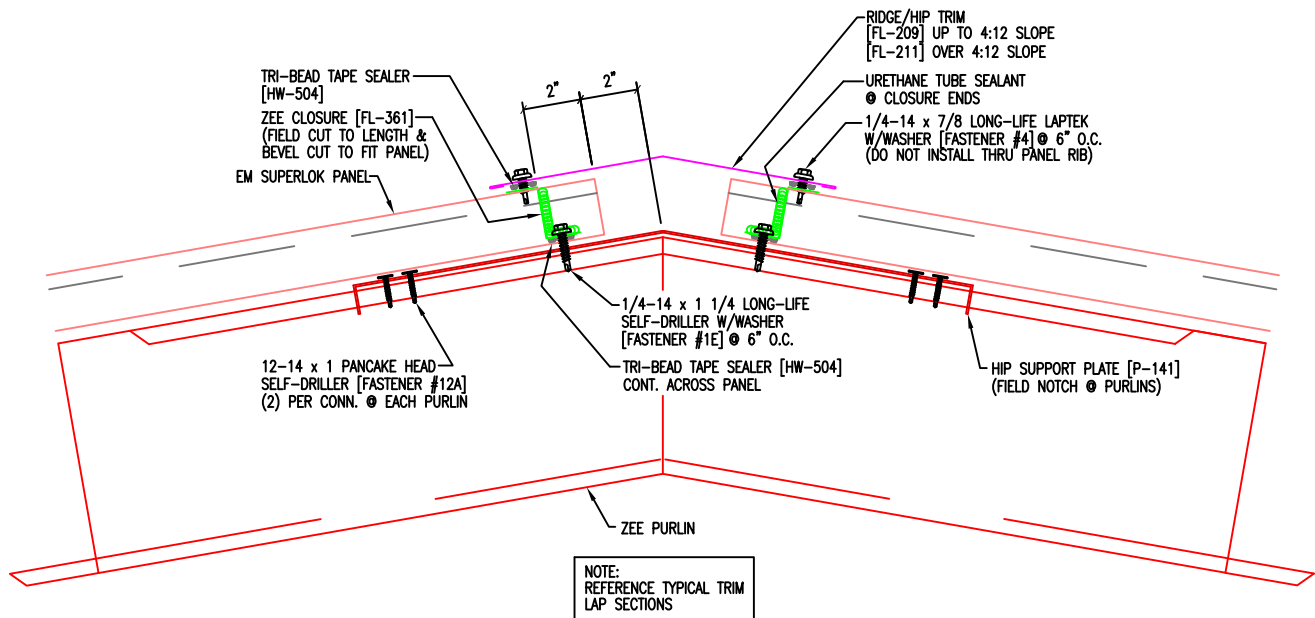 RIDGE/HIP TRIM
[FL-209] UP TO 4:12 SLOPE
[FL-211] OVER 4:12 SLOPE
TRI-BEAD TAPE SEALER
[HW-504]
2"
2"
URETHANE TUBE SEALANT
@ CLOSURE ENDS
ZEE CLOSURE [FL-361]
(FIELD CUT TO LENGTH &
BEVEL CUT TO FIT PANEL)
1/4-14 x 7/8 LONG-LIFE LAPTEK
W/WASHER [FASTENER #4] @ 6" O.C.
(DO NOT INSTALL THRU PANEL RIB)
EM SUPERLOK PANEL
1/4-14 x 1 1/4 LONG-LIFE
SELF-DRILLER W/WASHER
[FASTENER #1E] @ 6" O.C.
12-14 x 1 PANCAKE HEAD
SELF-DRILLER [FASTENER #12A]
(2) PER CONN. @ EACH PURLIN
TRI-BEAD TAPE SEALER [HW-504]
CONT. ACROSS PANEL
HIP SUPPORT PLATE [P-141]
(FIELD NOTCH @ PURLINS)
ZEE PURLIN
NOTE:
REFERENCE TYPICAL TRIM
LAP SECTIONS